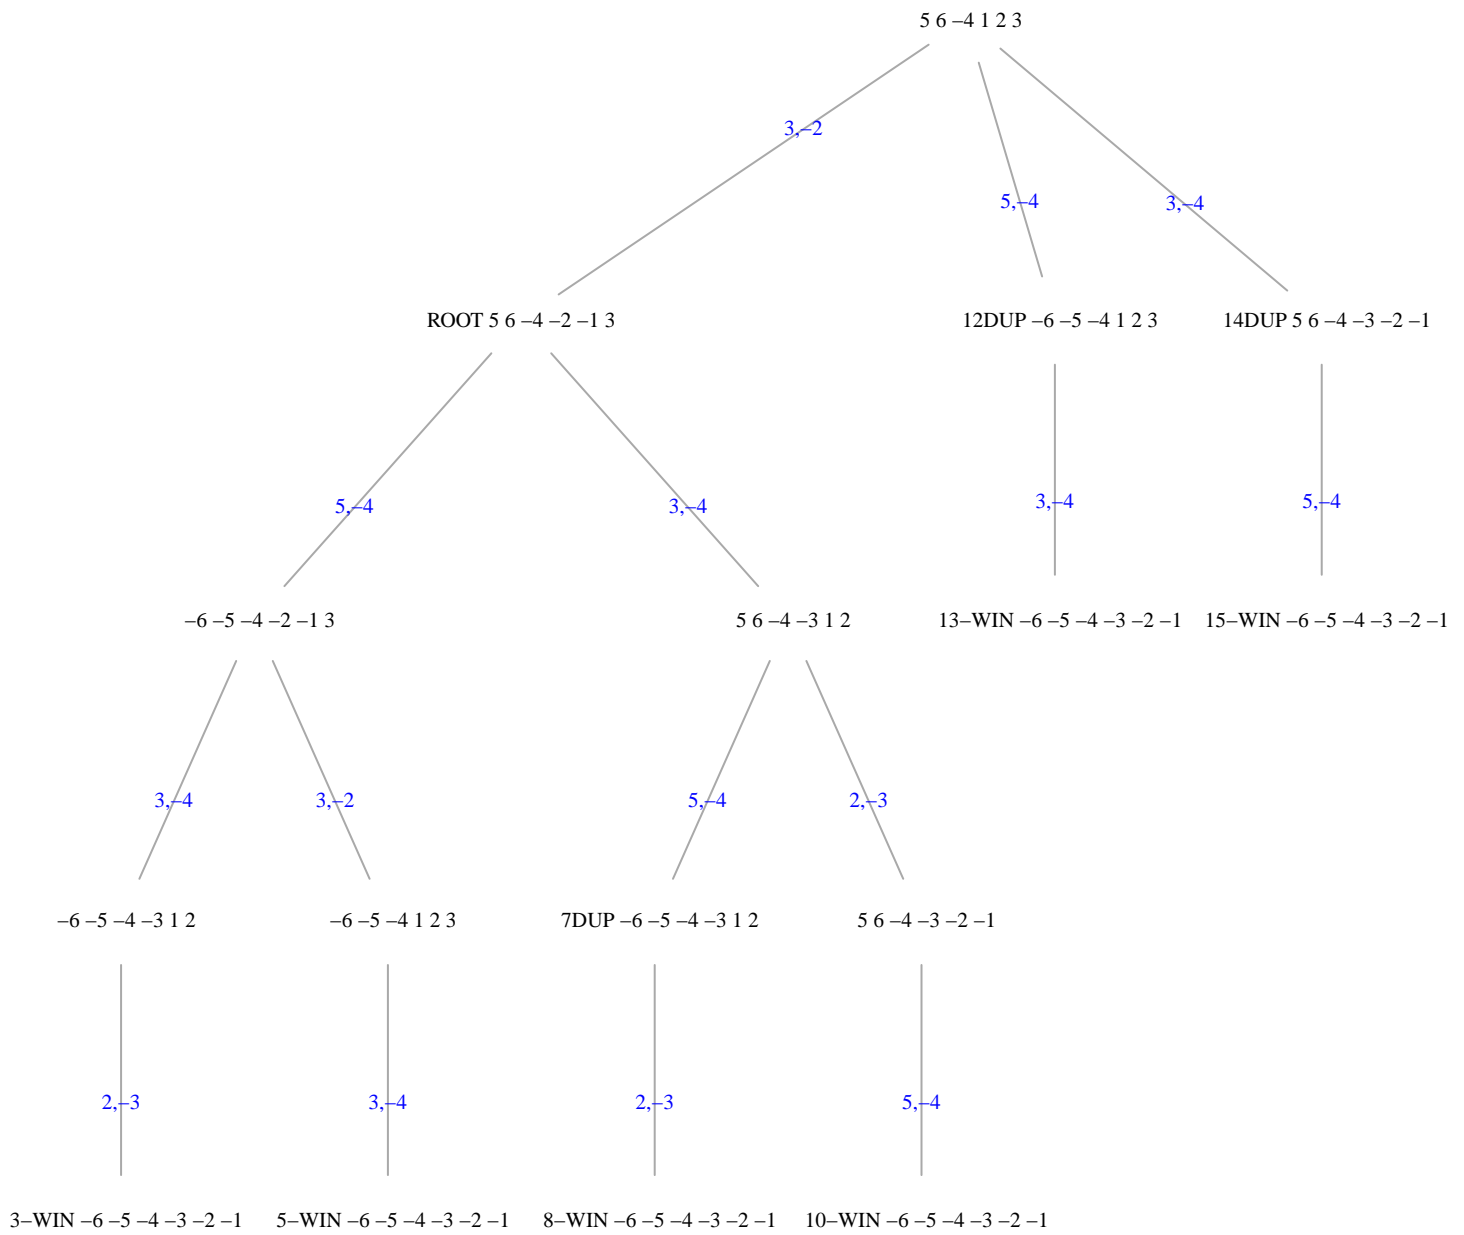 5 6 –4 1 2 3
3,–2
5,–4
3,–4
ROOT 5 6 –4 –2 –1 3
12DUP –6 –5 –4 1 2 3
14DUP 5 6 –4 –3 –2 –1
5,–4
3,–4
3,–4
5,–4
–6 –5 –4 –2 –1 3
5 6 –4 –3 1 2
13–WIN –6 –5 –4 –3 –2 –1
15–WIN –6 –5 –4 –3 –2 –1
3,–4
3,–2
5,–4
2,–3
–6 –5 –4 –3 1 2
–6 –5 –4 1 2 3
7DUP –6 –5 –4 –3 1 2
5 6 –4 –3 –2 –1
2,–3
3,–4
2,–3
5,–4
3–WIN –6 –5 –4 –3 –2 –1
5–WIN –6 –5 –4 –3 –2 –1
8–WIN –6 –5 –4 –3 –2 –1
10–WIN –6 –5 –4 –3 –2 –1